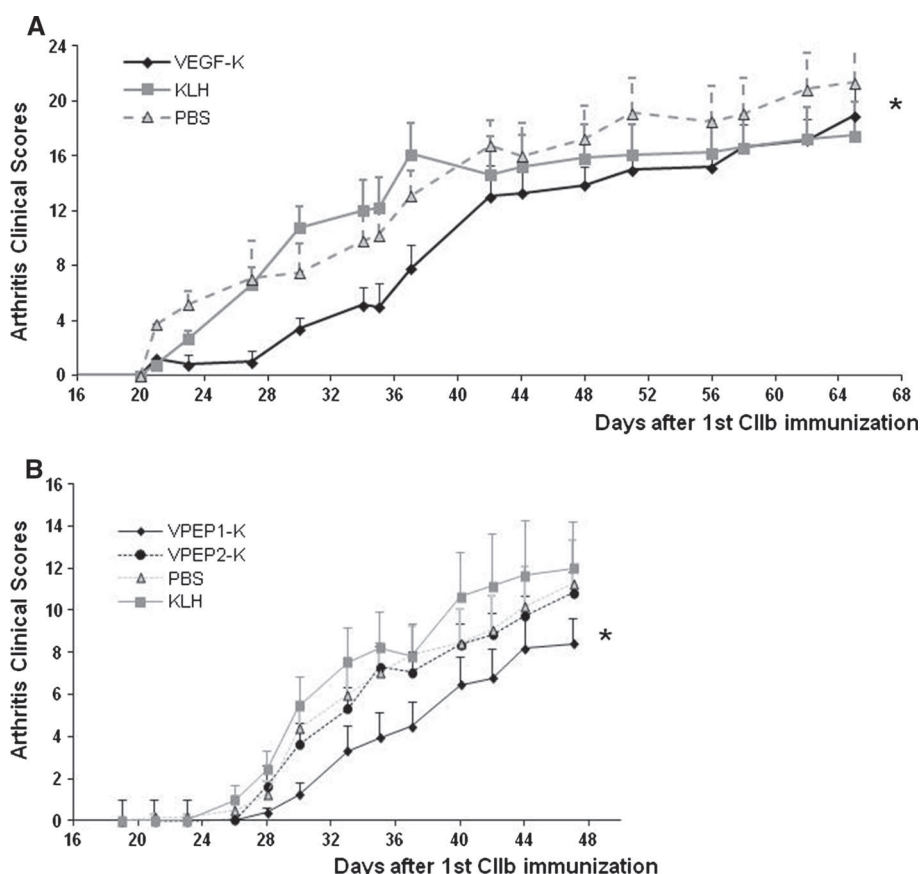 A
24
20
16
12
8
4
0
Arthritis Clinical Scores
VEGF-K
KLH
PBS
*
16 20 24 28 32 36 40 44 48 52 56 60 64 68
Days after 1st CIIb immunization
B
16
14
12
10
8
6
4
2
0
Arthritis Clinical Scores
VPEP1-K
VPEP2-K
PBS
KLH
*
16 20 24 28 32 36 40 44 48
Days after 1st CIIb immunization